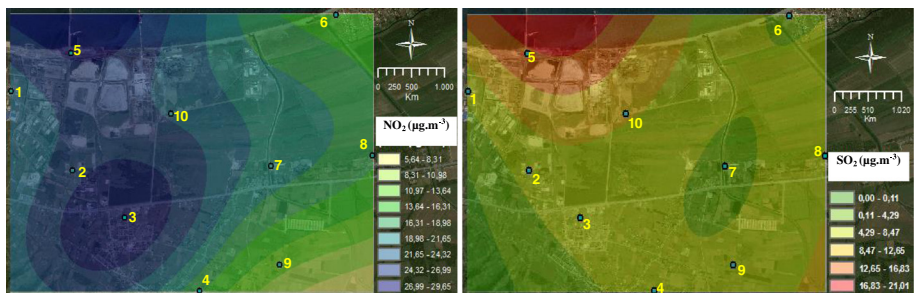 6
N
5
0 250 500 1.000
Km
1
NO₂ (µg.m⁻³)
10
8
5,64 - 8,31
8,31 - 10,98
10,97 - 13,64
13,64 - 16,31
16,31 - 18,98
18,98 - 21,65
21,65 - 24,32
24,32 - 26,99
26,99 - 29,65
7
2
3
9
4
6
N
5
0 255 510 1.020
Km
1
10
8
SO₂ (µg.m⁻³)
7
2
0,00 - 0,11
0,11 - 4,29
4,29 - 8,47
8,47 - 12,65
12,65 - 16,83
16,83 - 21,01
3
9
4